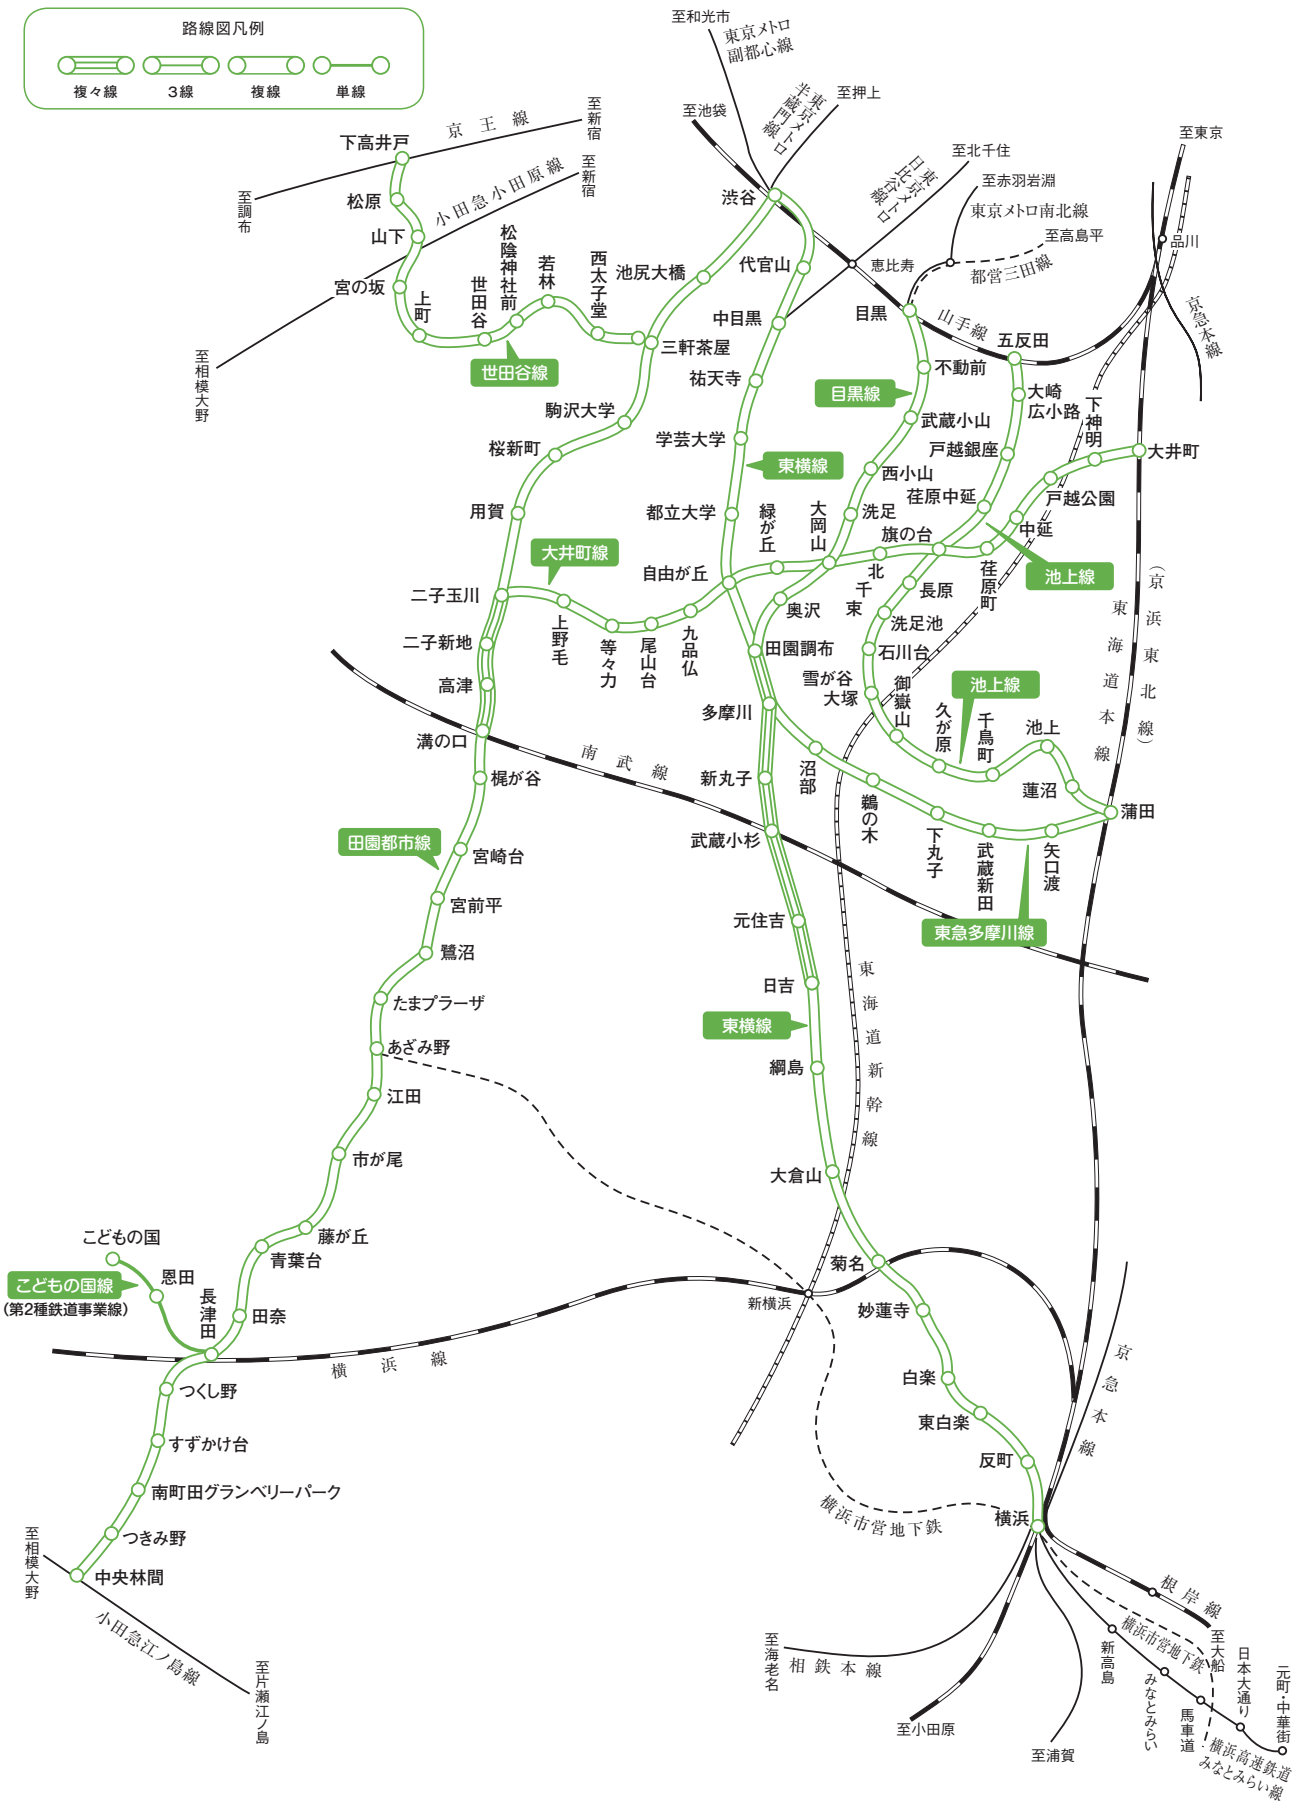 路線図凡例
複々線
3線
複線
単線
至和光市
東京メトロ
副都心線
至池袋
東京メトロ
半蔵門線
至押上
東京メトロ
日比谷線
至北千住
至赤羽岩淵
東京メトロ南北線
至高島平
都営三田線
至東京
品川
京急本線
京王線
至新宿
至調布
小田急小田原線
至新宿
至相模大野
下高井戸
松原
山下
宮の坂
上町
世田谷
松陰神社前
若林
西太子堂
世田谷線
渋谷
池尻大橋
三軒茶屋
駒沢大学
桜新町
用賀
二子玉川
二子新地
高津
溝の口
梶が谷
田園都市線
宮崎台
宮前平
鷺沼
たまプラーザ
あざみ野
江田
市が尾
藤が丘
青葉台
田奈
長津田
つくし野
すずかけ台
南町田グランベリーパーク
つきみ野
中央林間
こどもの国
恩田
こどもの国線
(第2種鉄道事業線)
至相模大野
小田急江ノ島線
至片瀬江ノ島
横浜線
代官山
中目黒
祐天寺
学芸大学
東横線
都立大学
自由が丘
田園調布
多摩川
新丸子
武蔵小杉
元住吉
日吉
東横線
綱島
大倉山
菊名
妙蓮寺
白楽
東白楽
反町
横浜
恵比寿
山手線
目黒
不動前
目黒線
武蔵小山
西小山
洗足
大岡山
奥沢
五反田
大崎
広小路
戸越銀座
荏原中延
旗の台
長原
洗足池
石川台
雪が谷
大塚
御嶽山
久が原
池上線
千鳥町
池上
蓮沼
蒲田
池上線
大井町
下神明
戸越公園
中延
荏原町
北千束
緑が丘
九品仏
尾山台
等々力
上野毛
大井町線
沼部
鵜の木
下丸子
武蔵新田
矢口渡
東急多摩川線
南武線
東海道本線
(京浜東北線)
東海道新幹線
新横浜
横浜市営地下鉄
京急本線
根岸線
至大船
横浜市営地下鉄
新高島
みなとみらい
馬車道
日本大通り
元町・中華街
横浜高速鉄道
みなとみらい線
至海老名
相鉄本線
至小田原
至浦賀